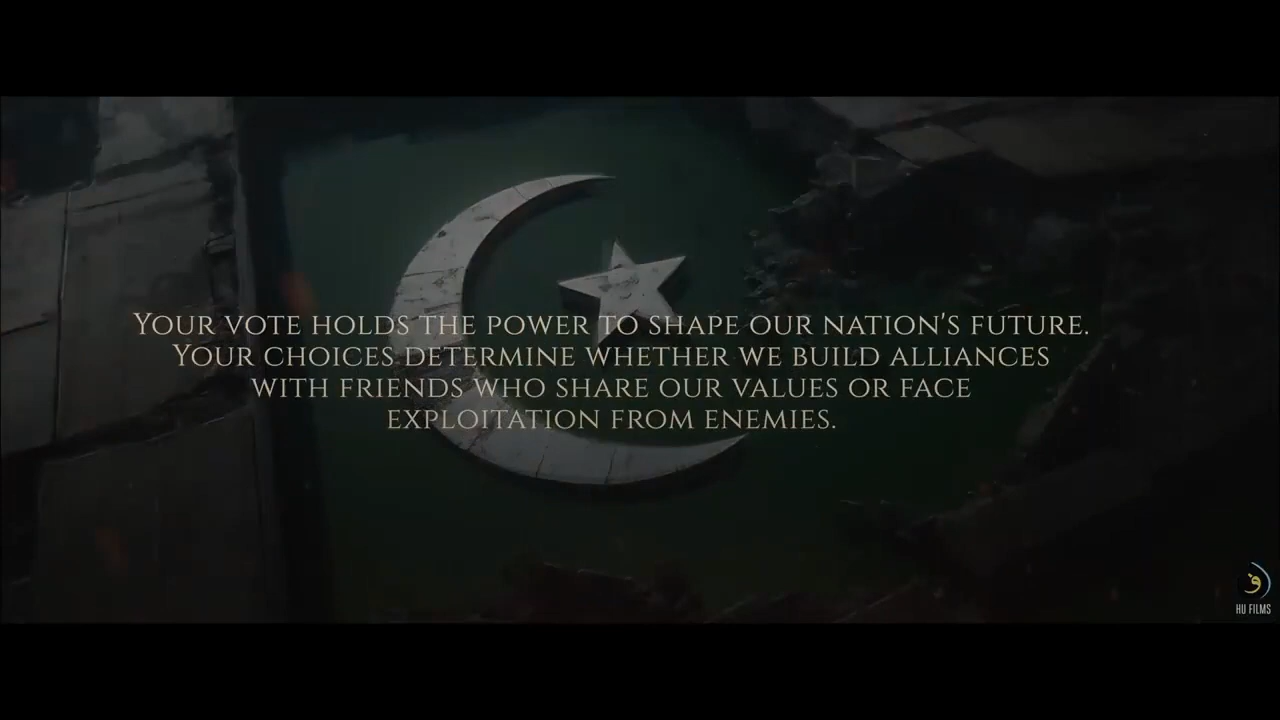 YOUR VOTE HOLDS THE POWER TO SHAPE OUR NATION'S FUTURE.
YOUR CHOICES DETERMINE WHETHER WE BUILD ALLIANCES
WITH FRIENDS WHO SHARE OUR VALUES OR FACE
EXPLOITATION FROM ENEMIES.
HU FILMS